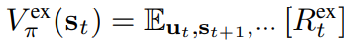 V_π^ex(s_t) = 𝔼_{u_t,s_{t+1},⋯} [R_t^ex]